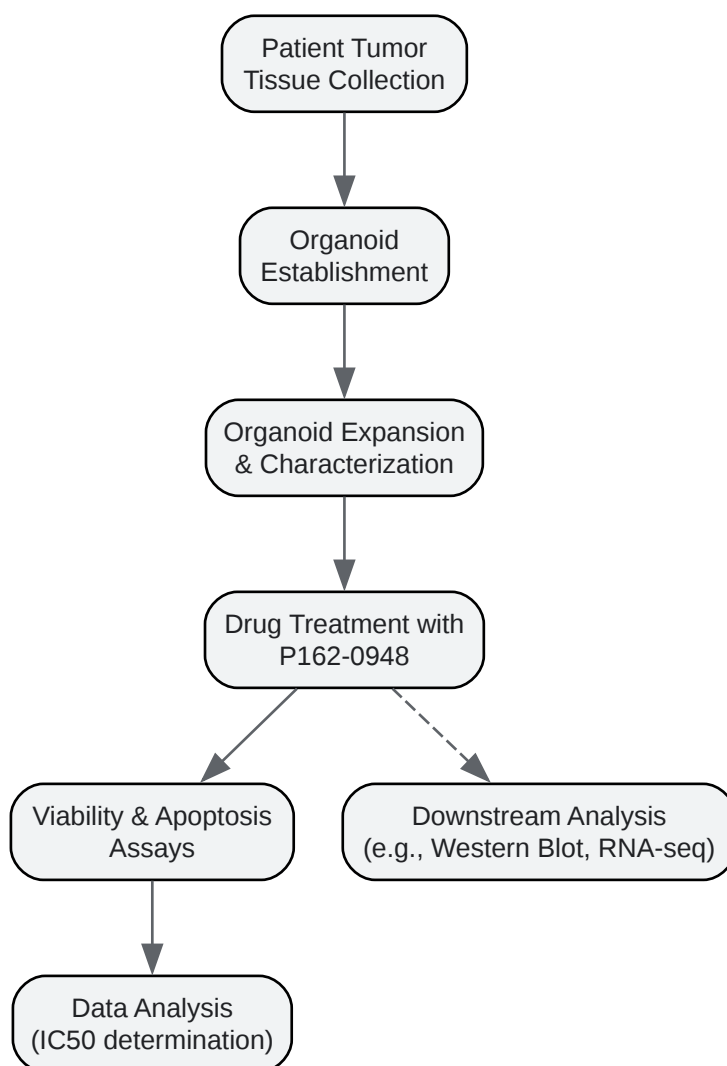 Patient Tumor
Tissue Collection
Organoid
Establishment
Organoid Expansion
& Characterization
Drug Treatment with
P162-0948
Viability & Apoptosis
Assays
Downstream Analysis
(e.g., Western Blot, RNA-seq)
Data Analysis
(IC50 determination)